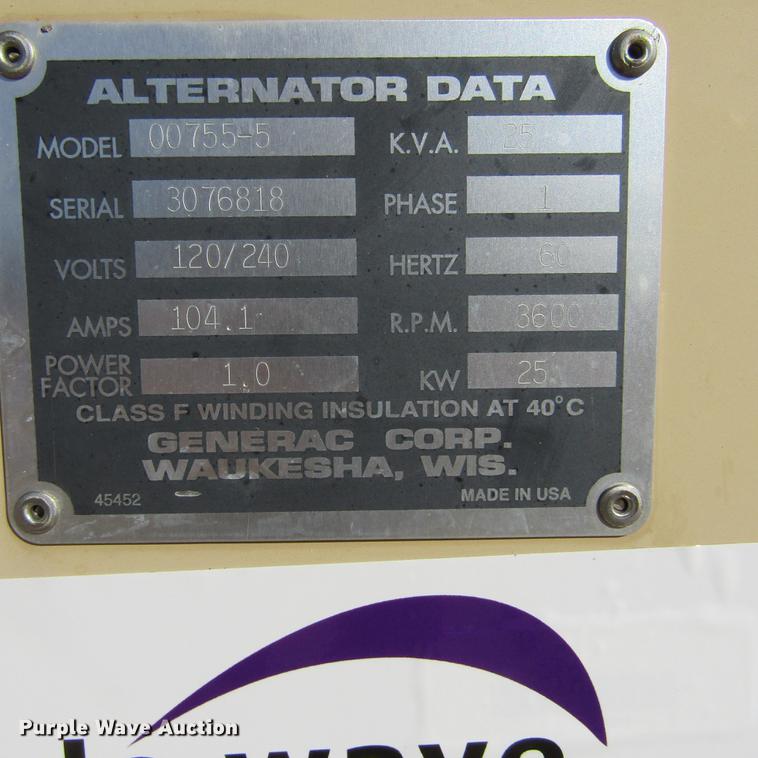 ALTERNATOR DATA
MODEL 00755-5 K.V.A. 25
SERIAL 3076818 PHASE 1
VOLTS 120/240 HERTZ 60
AMPS 104.1 R.P.M. 3600
POWER FACTOR 1.0 KW 25
CLASS F WINDING INSULATION AT 40°C
GENERAC CORP.
WAUKESHA, WIS.
45452 MADE IN USA
Purple Wave Auction
wave